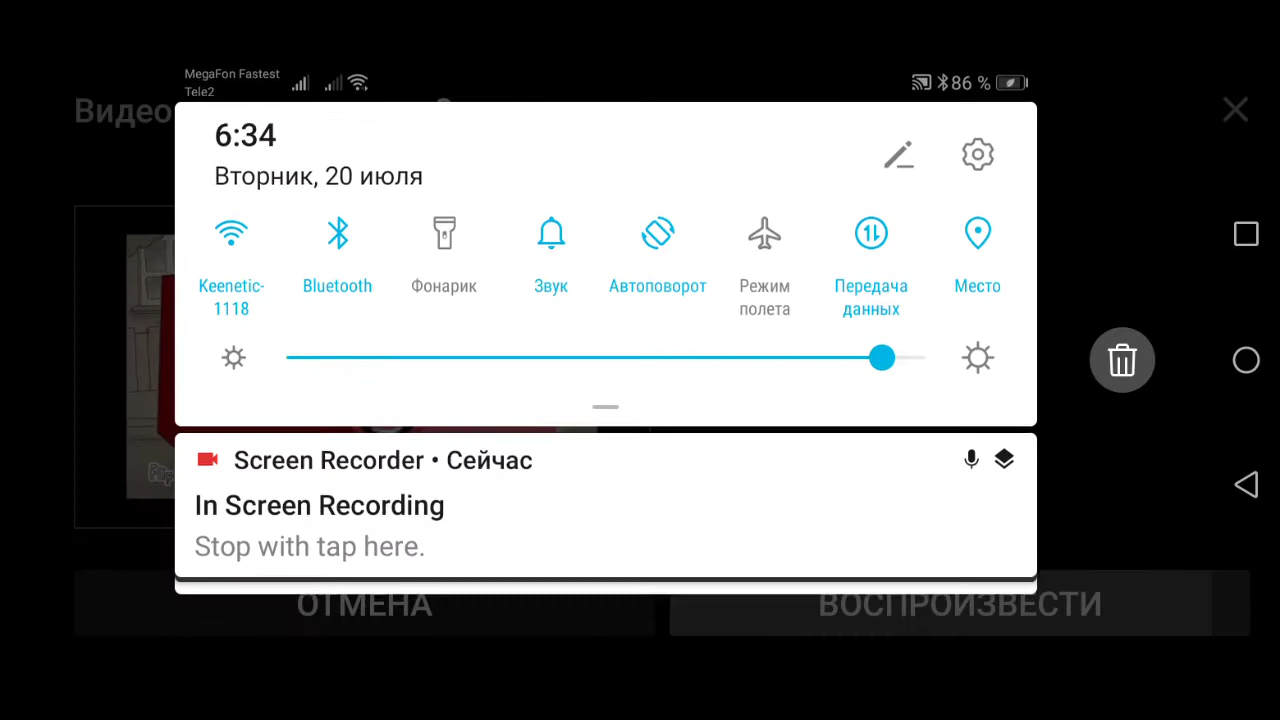 MegaFon Fastest
Tele2
86 %
Видео
6:34
Вторник, 20 июля
Keenetic-
1118
Bluetooth
Фонарик
Звук
Автоповорот
Режим
полета
Передача
данных
Место
Screen Recorder • Сейчас
In Screen Recording
Stop with tap here.
ОТМЕНА
ВОСПРОИЗВЕСТИ